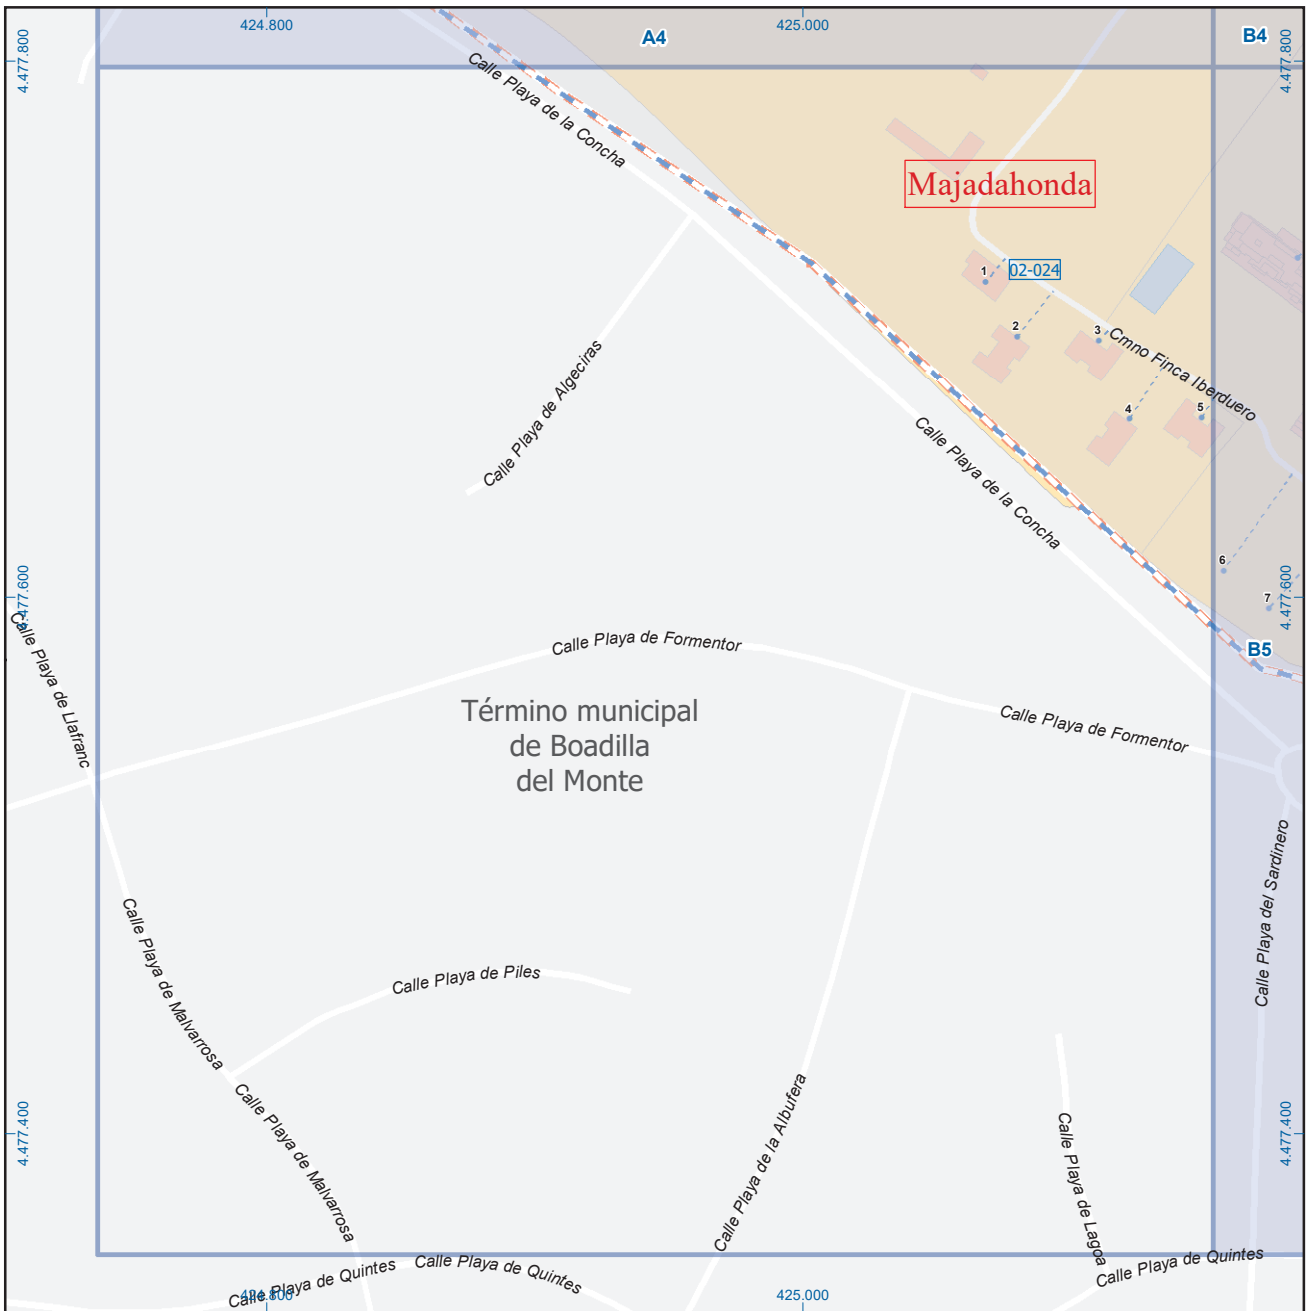 424.800
A4
425.000
B4
4.477.800
4.477.800
Calle Playa de la Concha
Majadahonda
1
02-024
2
3
Cmno Finca Iberduero
4
5
Calle Playa de Algeciras
Calle Playa de la Concha
6
7
4.477.600
4.477.600
Calle Playa de Llafranc
Calle Playa de Formentor
B5
Término municipal
de Boadilla
del Monte
Calle Playa de Formentor
Calle Playa del Sardinero
Calle Playa de Malvarrosa
Calle Playa de Piles
Calle Playa de Malvarrosa
Calle Playa de la Albufera
Calle Playa de Lagoa
4.477.400
4.477.400
Calle Playa de Quintes
Calle Playa de Quintes
Calle Playa de Quintes
424.800
425.000